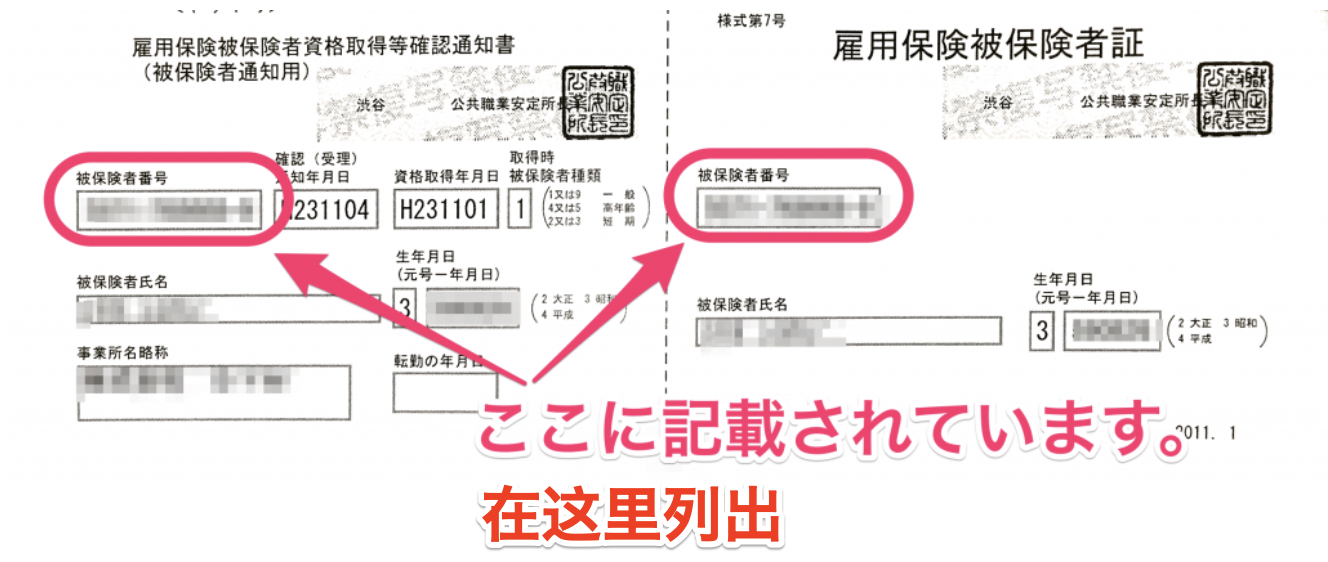 雇用保険被保険者資格取得等確認通知書
(被保険者通知用)
渋谷 公共職業安定所長
被保険者番号
確認(受理)
通知年月日
H231104
資格取得年月日
H231101
取得時
被保険者種類
1
(1又は9 一般
4又は5 高年齢
2又は3 短期)
被保険者氏名
生年月日
(元号-年月日)
3
(2 大正 3 昭和
4 平成)
事業所名略称
転勤の年月日
様式第7号
雇用保険被保険者証
渋谷 公共職業安定所長
被保険者番号
被保険者氏名
生年月日
(元号-年月日)
3
(2 大正 3 昭和
4 平成)
2011. 1
ここに記載されています。
在这里列出